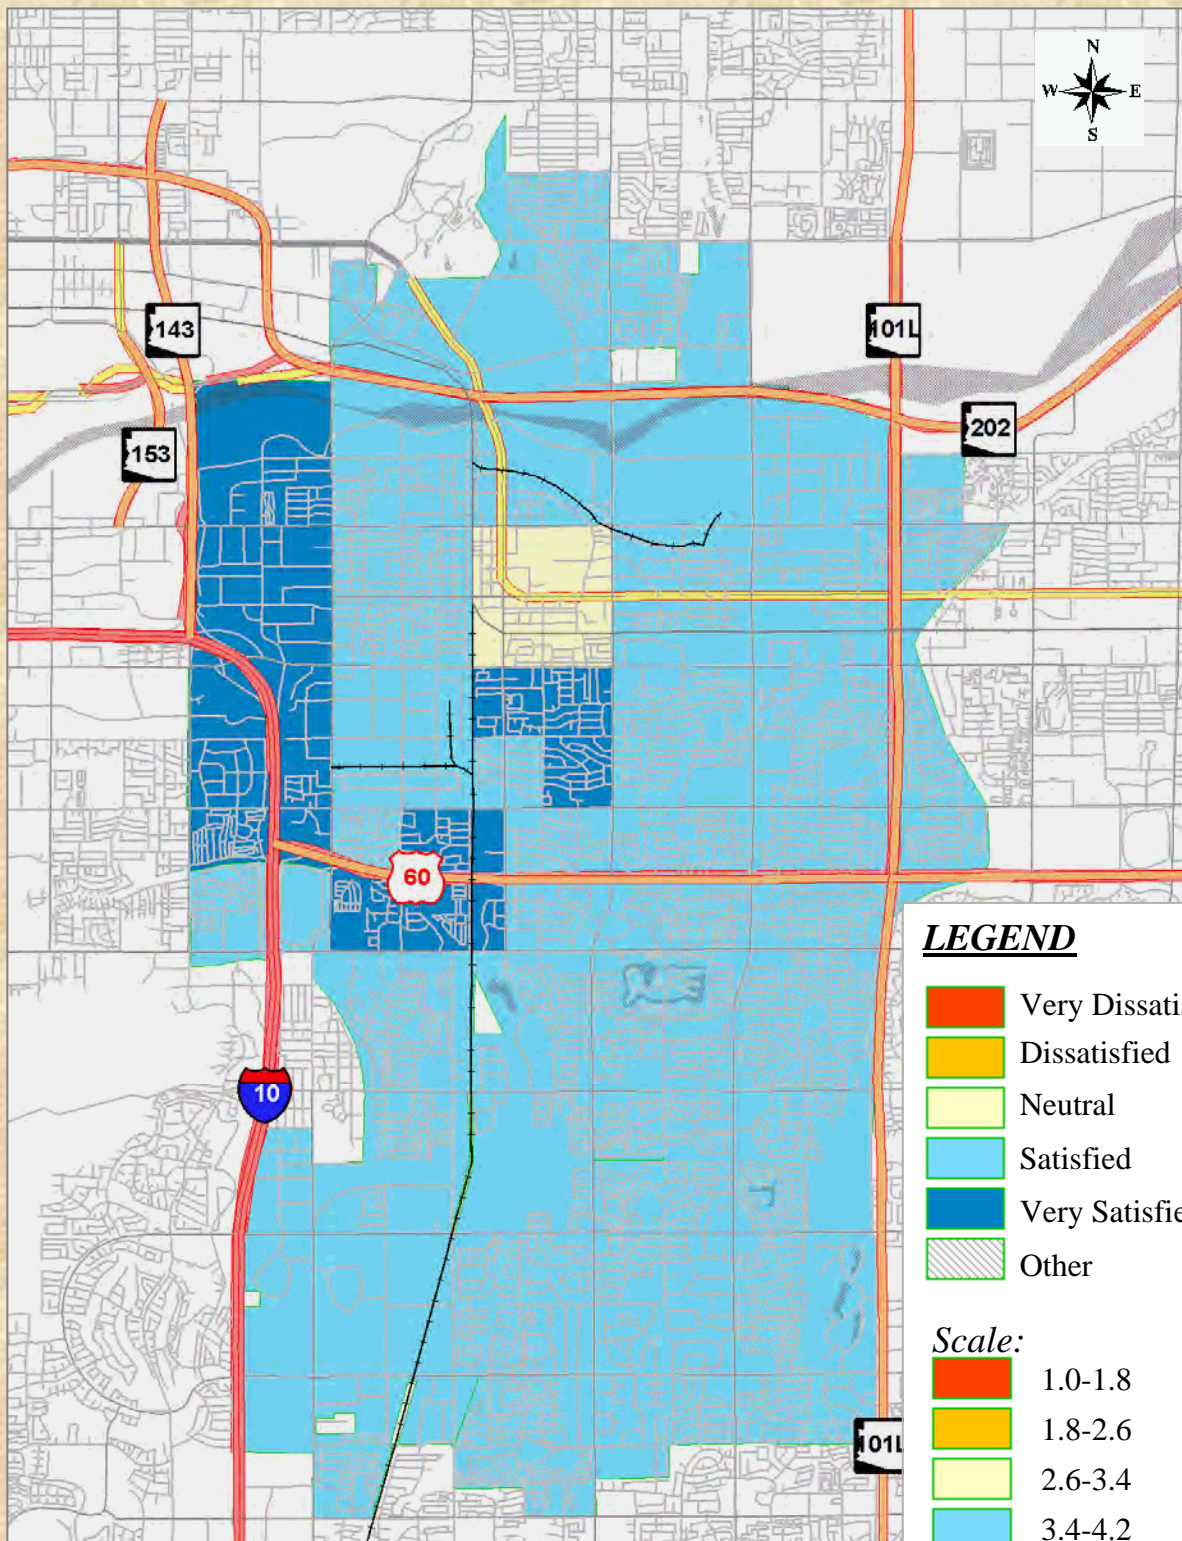 N
W E
S
143
101L
202
153
60
LEGEND
Very Dissatis
Dissatisfied
Neutral
Satisfied
Very Satisfie
Other
10
Scale:
1.0-1.8
1.8-2.6
2.6-3.4
3.4-4.2
101L